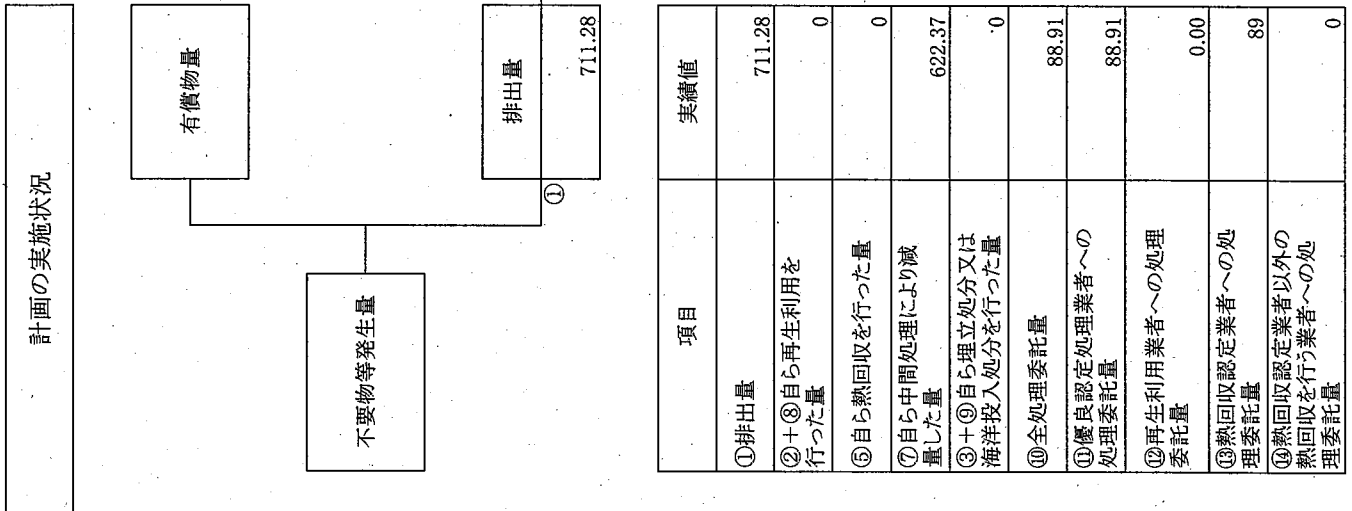 計画の実施状況
有償物量
不要物等発生量
①
排出量
711.28
項目
実績値
①排出量
711.28
②+⑧自ら再生利用を
行った量
0
⑤自ら熱回収を行った量
0
⑦自ら中間処理により減
量した量
622.37
③+⑨自ら埋立処分又は
海洋投入処分を行った量
0
⑩全処理委託量
88.91
⑪優良認定処理業者への
処理委託量
88.91
⑫再生利用業者への処理
委託量
0.00
⑬熱回収認定業者への処
理委託量
89
⑭熱回収認定業者以外の
熱回収を行う業者への処
理委託量
0